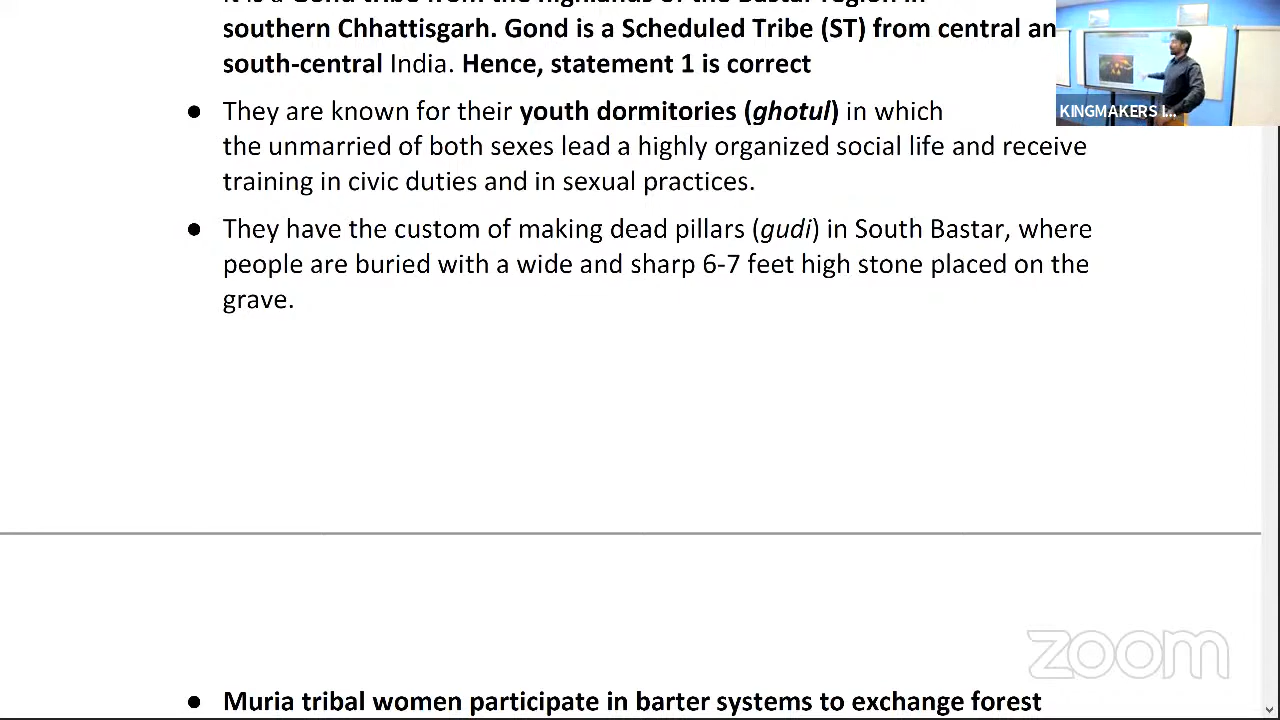 southern Chhattisgarh. Gond is a Scheduled Tribe (ST) from central an
south-central India. Hence, statement 1 is correct
● They are known for their youth dormitories (ghotul) in which
the unmarried of both sexes lead a highly organized social life and receive
training in civic duties and in sexual practices.
● They have the custom of making dead pillars (gudi) in South Bastar, where
people are buried with a wide and sharp 6-7 feet high stone placed on the
grave.
● Muria tribal women participate in barter systems to exchange forest
KINGMAKERS I...
zoom